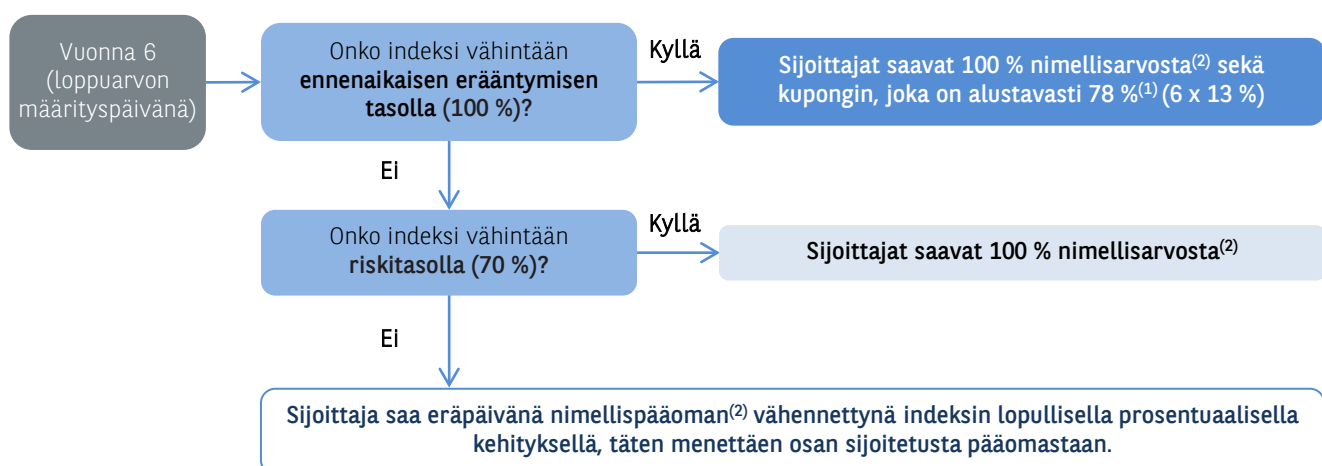 Vuonna 6
(loppuarvon
määrityspäivänä)
Onko indeksi vähintään
ennenaikaisen erääntymisen
tasolla (100 %)?
Kyllä
Sijoittajat saavat 100 % nimellisarvosta(2) sekä
kupongin, joka on alustavasti 78 %(1) (6 x 13 %)
Ei
Onko indeksi vähintään
riskitasolla (70 %)?
Kyllä
Sijoittajat saavat 100 % nimellisarvosta(2)
Ei
Sijoittaja saa eräpäivänä nimellispääoman(2) vähennettynä indeksin lopullisella prosentuaalisella
kehityksellä, täten menettäen osan sijoitetusta pääomastaan.